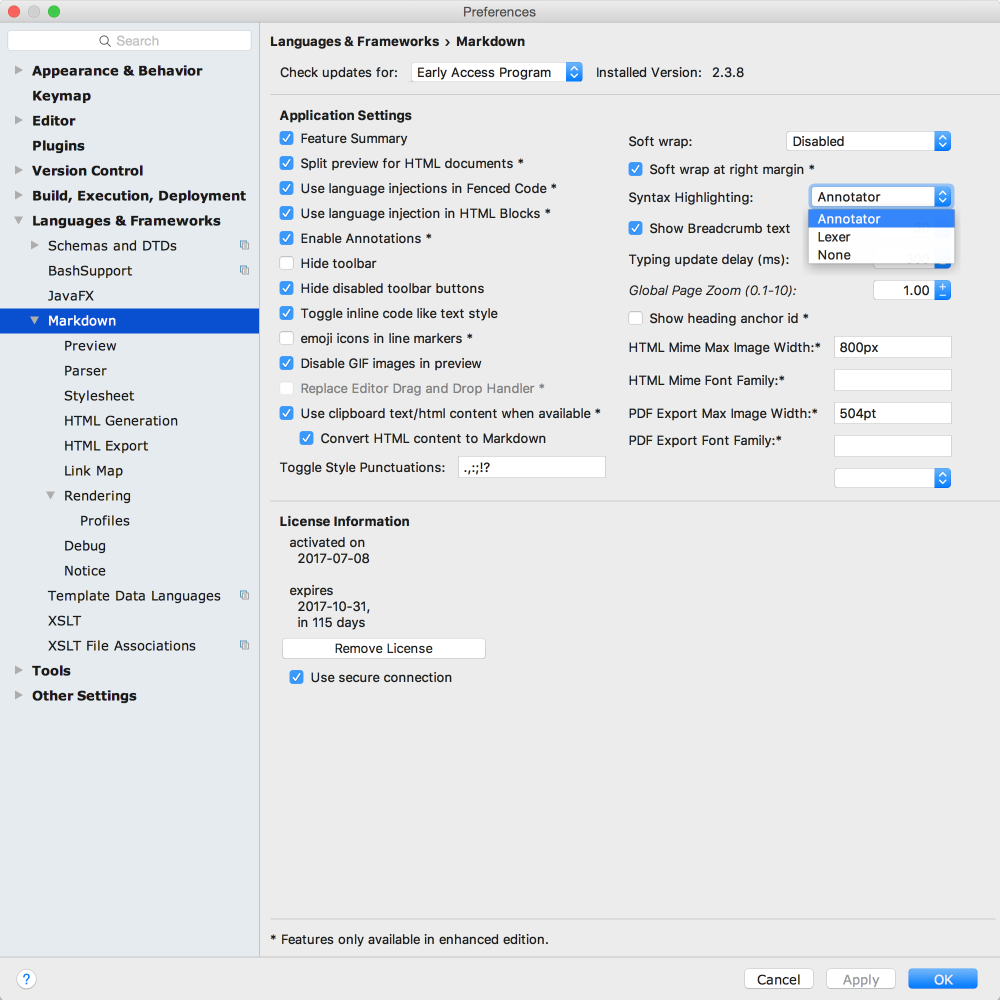 Preferences
Search
Appearance & Behavior
Keymap
Editor
Plugins
Version Control
Build, Execution, Deployment
Languages & Frameworks
Schemas and DTDs
BashSupport
JavaFX
Markdown
Preview
Parser
Stylesheet
HTML Generation
HTML Export
Link Map
Rendering
Profiles
Debug
Notice
Template Data Languages
XSLT
XSLT File Associations
Tools
Other Settings
Languages & Frameworks › Markdown
Check updates for: Early Access Program Installed Version: 2.3.8
Application Settings
Feature Summary
Split preview for HTML documents *
Use language injections in Fenced Code *
Use language injection in HTML Blocks *
Enable Annotations *
Hide toolbar
Hide disabled toolbar buttons
Toggle inline code like text style
emoji icons in line markers *
Disable GIF images in preview
Replace Editor Drag and Drop Handler *
Use clipboard text/html content when available *
Convert HTML content to Markdown
Toggle Style Punctuations: .,:;!?
Soft wrap: Disabled
Soft wrap at right margin *
Syntax Highlighting: Annotator
Annotator
Lexer
None
Show Breadcrumb text
Typing update delay (ms):
Global Page Zoom (0.1-10): 1.00
Show heading anchor id *
HTML Mime Max Image Width:* 800px
HTML Mime Font Family:*
PDF Export Max Image Width:* 504pt
PDF Export Font Family:*
License Information
activated on
2017-07-08
expires
2017-10-31,
in 115 days
Remove License
Use secure connection
* Features only available in enhanced edition.
? Cancel Apply OK